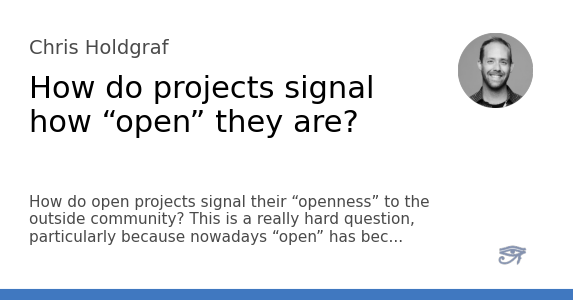 Chris Holdgraf
How do projects signal
how “open” they are?
How do open projects signal their “openness” to the
outside community? This is a really hard question,
particularly because nowadays “open” has bec...